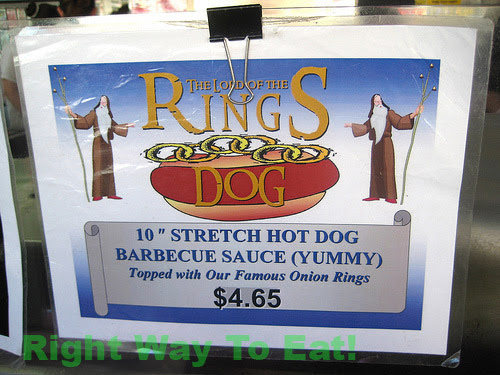 THE LORD OF THE
RINGS
DOG
10" STRETCH HOT DOG
BARBECUE SAUCE (YUMMY)
Topped with Our Famous Onion Rings
$4.65
Right Way To Eat!